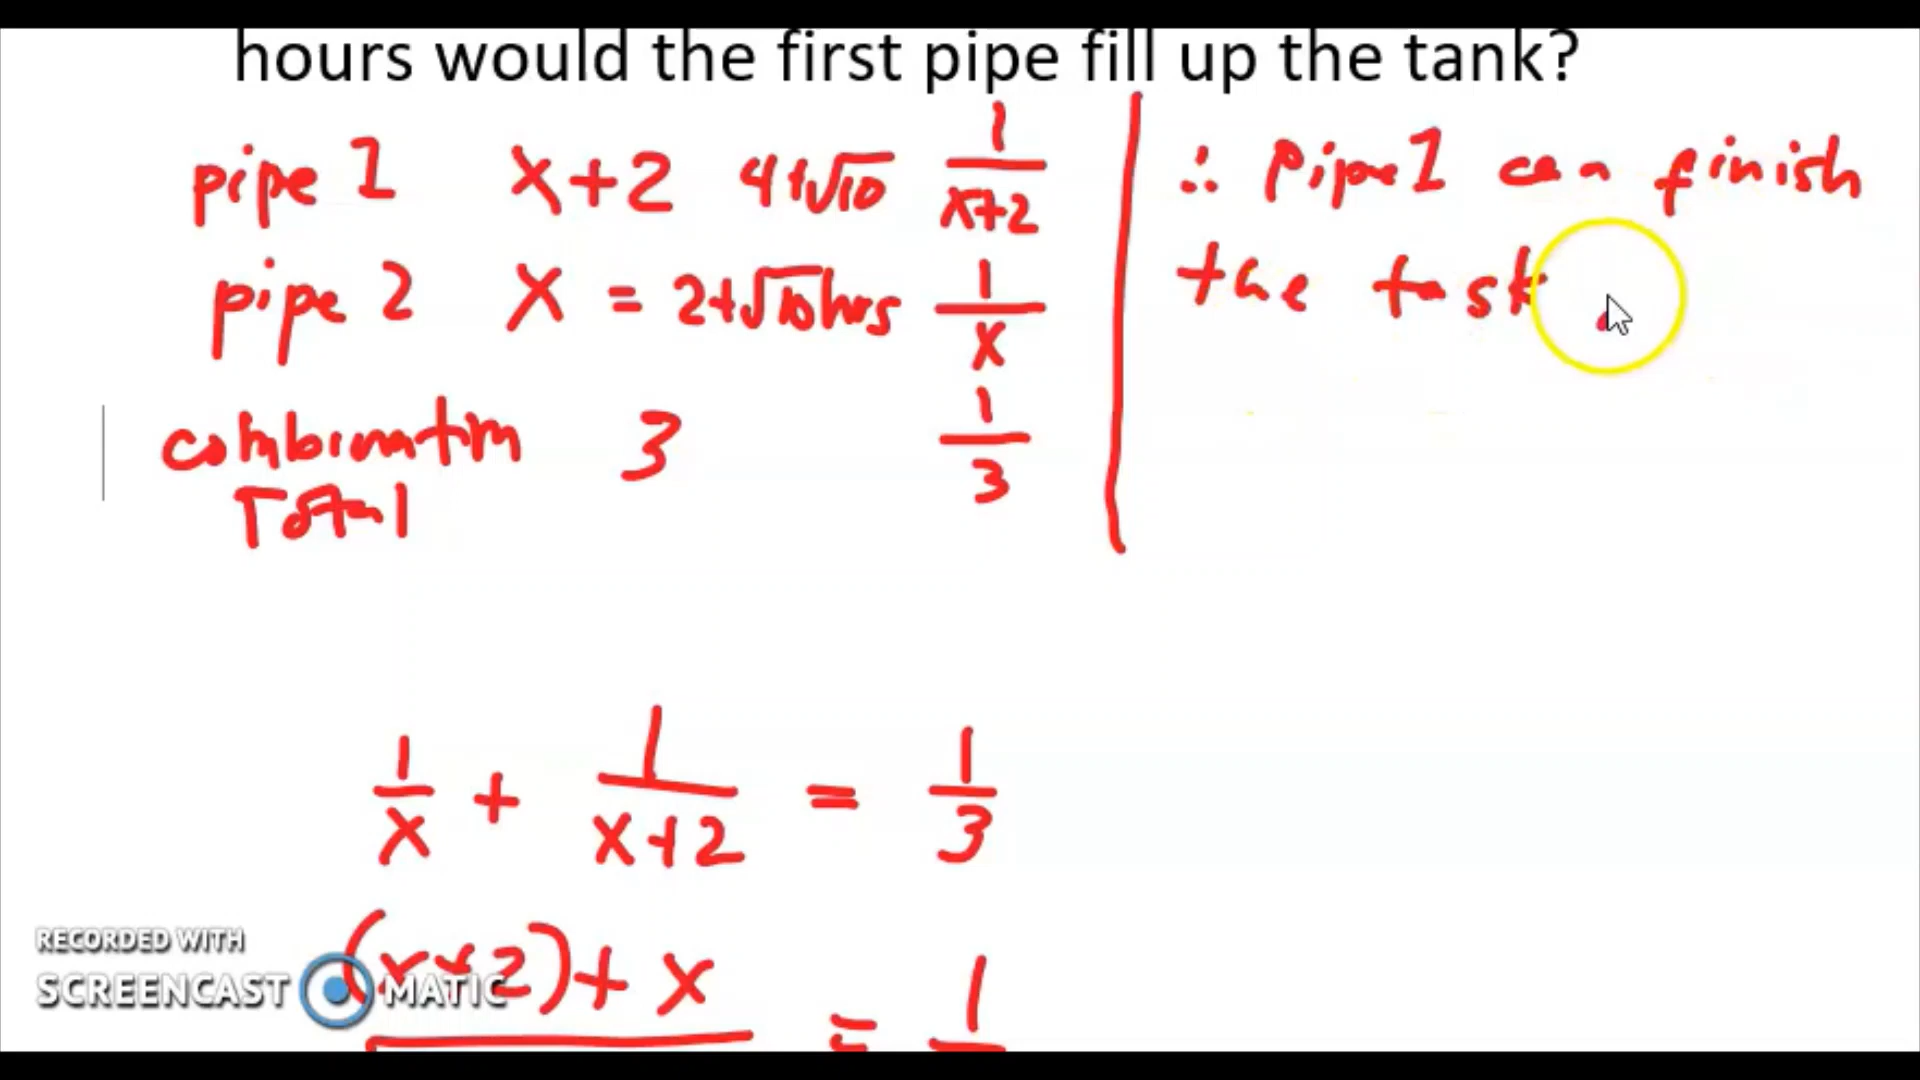 hours would the first pipe fill up the tank?
pipe 1 x+2 4+√10 1/(x+2)
pipe 2 x = 2+√10 hrs 1/x
combination 3 1/3
Total
∴ pipe 1 can finish
the task
1/x + 1/(x+2) = 1/3
(x+2)+x = 1
RECORDED WITH
SCREENCAST MATIC